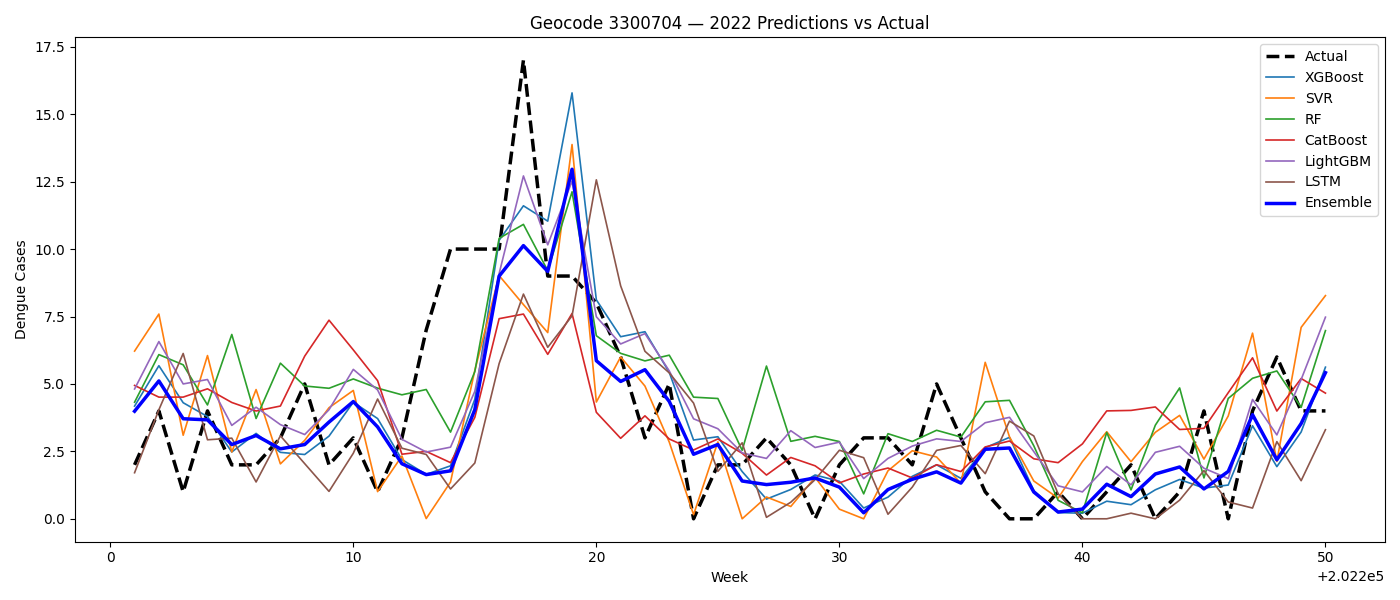 Geocode 3300704 — 2022 Predictions vs Actual
17.5
15.0
12.5
10.0
7.5
5.0
2.5
0.0
Dengue Cases
Actual
XGBoost
SVR
RF
CatBoost
LightGBM
LSTM
Ensemble
0
10
20
30
40
50
Week
+2.022e5